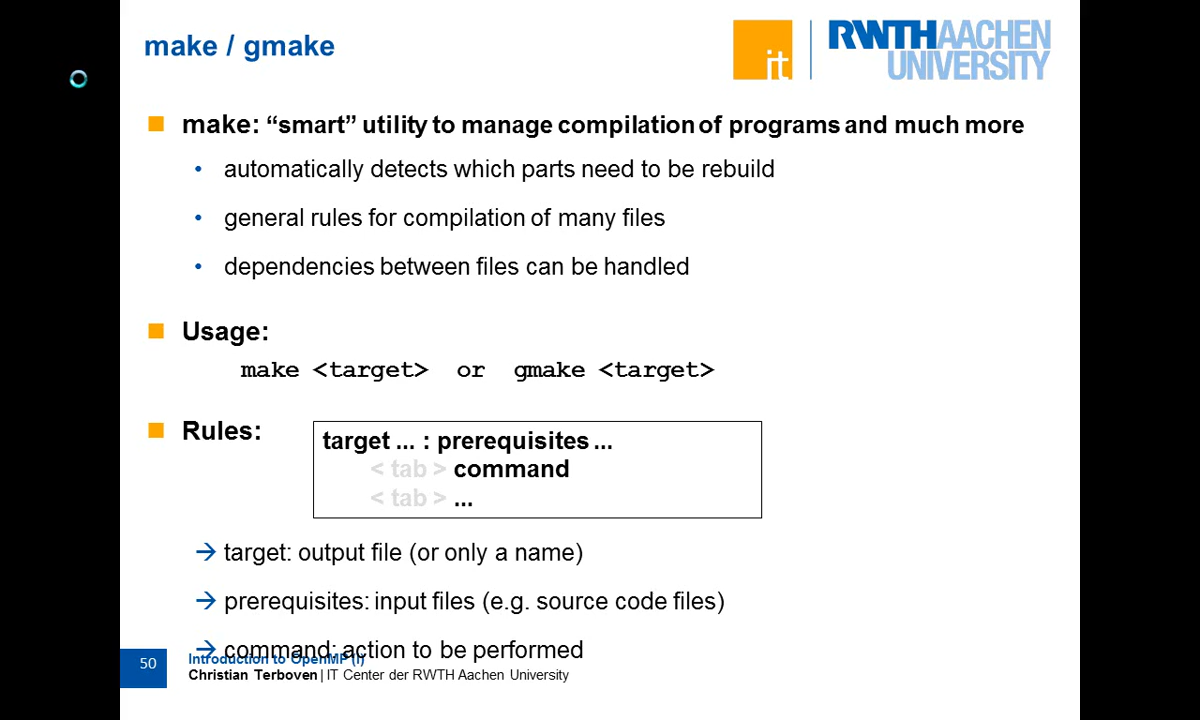 make / gmake
it
RWTHAACHEN
UNIVERSITY
make: “smart” utility to manage compilation of programs and much more
• automatically detects which parts need to be rebuild
• general rules for compilation of many files
• dependencies between files can be handled
Usage:
make <target> or gmake <target>
Rules:
target ... : prerequisites ...
< tab > command
< tab > ...
→ target: output file (or only a name)
→ prerequisites: input files (e.g. source code files)
→ command: action to be performed
50
Introduction to OpenMP (I)
Christian Terboven | IT Center der RWTH Aachen University